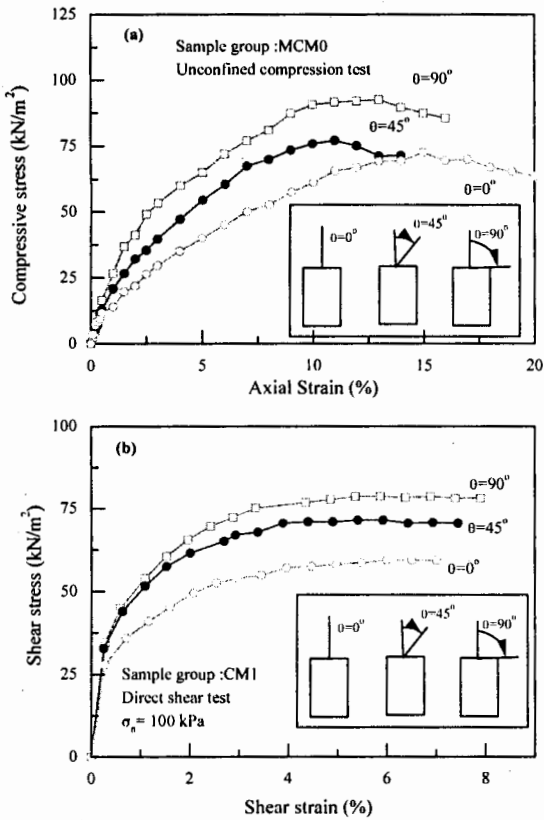 (a)
Sample group :MCM0
Unconfined compression test
θ=90°
θ=45°
θ=0°
θ=0°
θ=45°
θ=90°
Compressive stress (kN/m²)
125
100
75
50
25
0
0
5
10
15
20
Axial Strain (%)
(b)
θ=90°
θ=45°
θ=0°
θ=0°
θ=45°
θ=90°
Sample group :CM1
Direct shear test
σₙ= 100 kPa
Shear stress (kN/m²)
100
75
50
25
0
0
2
4
6
8
Shear strain (%)